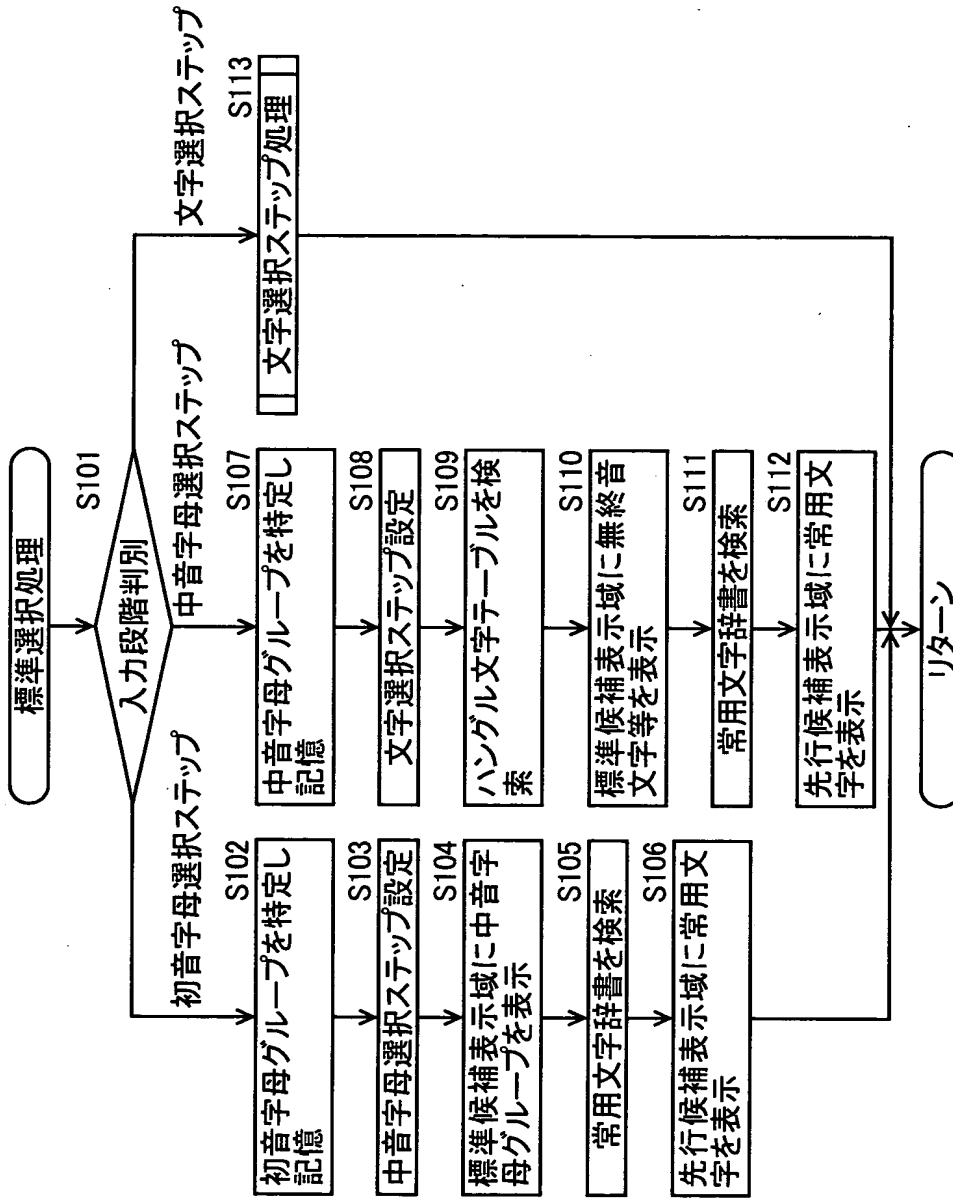 標準選択処理
S101
入力段階判別
初音字母選択ステップ
中音字母選択ステップ
文字選択ステップ
S102
初音字母グループを特定し
記憶
S103
中音字母選択ステップ設定
S104
標準候補表示域に中音字
母グループを表示
S105
常用文字辞書を検索
S106
先行候補表示域に常用文
字を表示
S107
中音字母グループを特定し
記憶
S108
文字選択ステップ設定
S109
ハングル文字テーブルを検
索
S110
標準候補表示域に無終音
文字等を表示
S111
常用文字辞書を検索
S112
先行候補表示域に常用文
字を表示
S113
文字選択ステップ処理
リターン